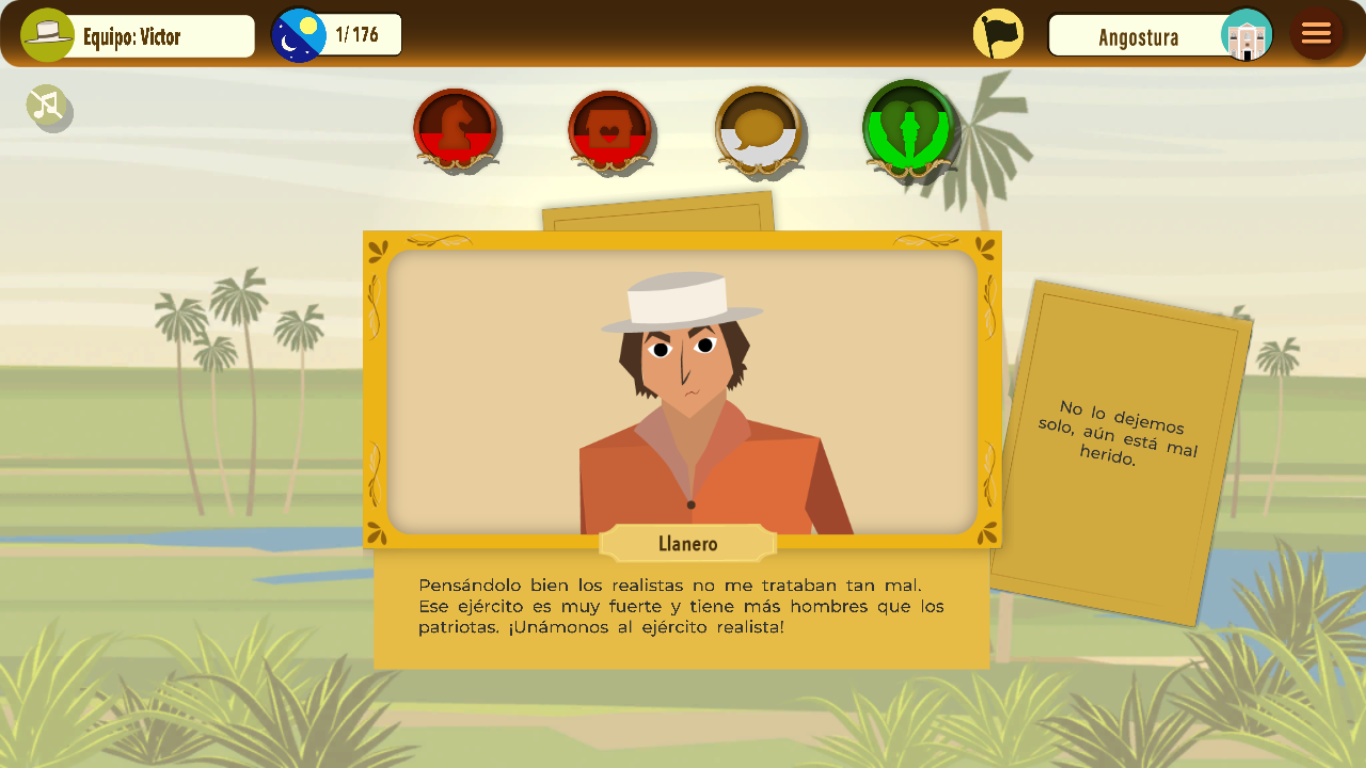 Equipo: Victor
1/176
Angostura
No lo dejemos
solo, aún está mal
herido.
Llanero
Pensándolo bien los realistas no me trataban tan mal.
Ese ejército es muy fuerte y tiene más hombres que los
patriotas. ¡Unámonos al ejército realista!